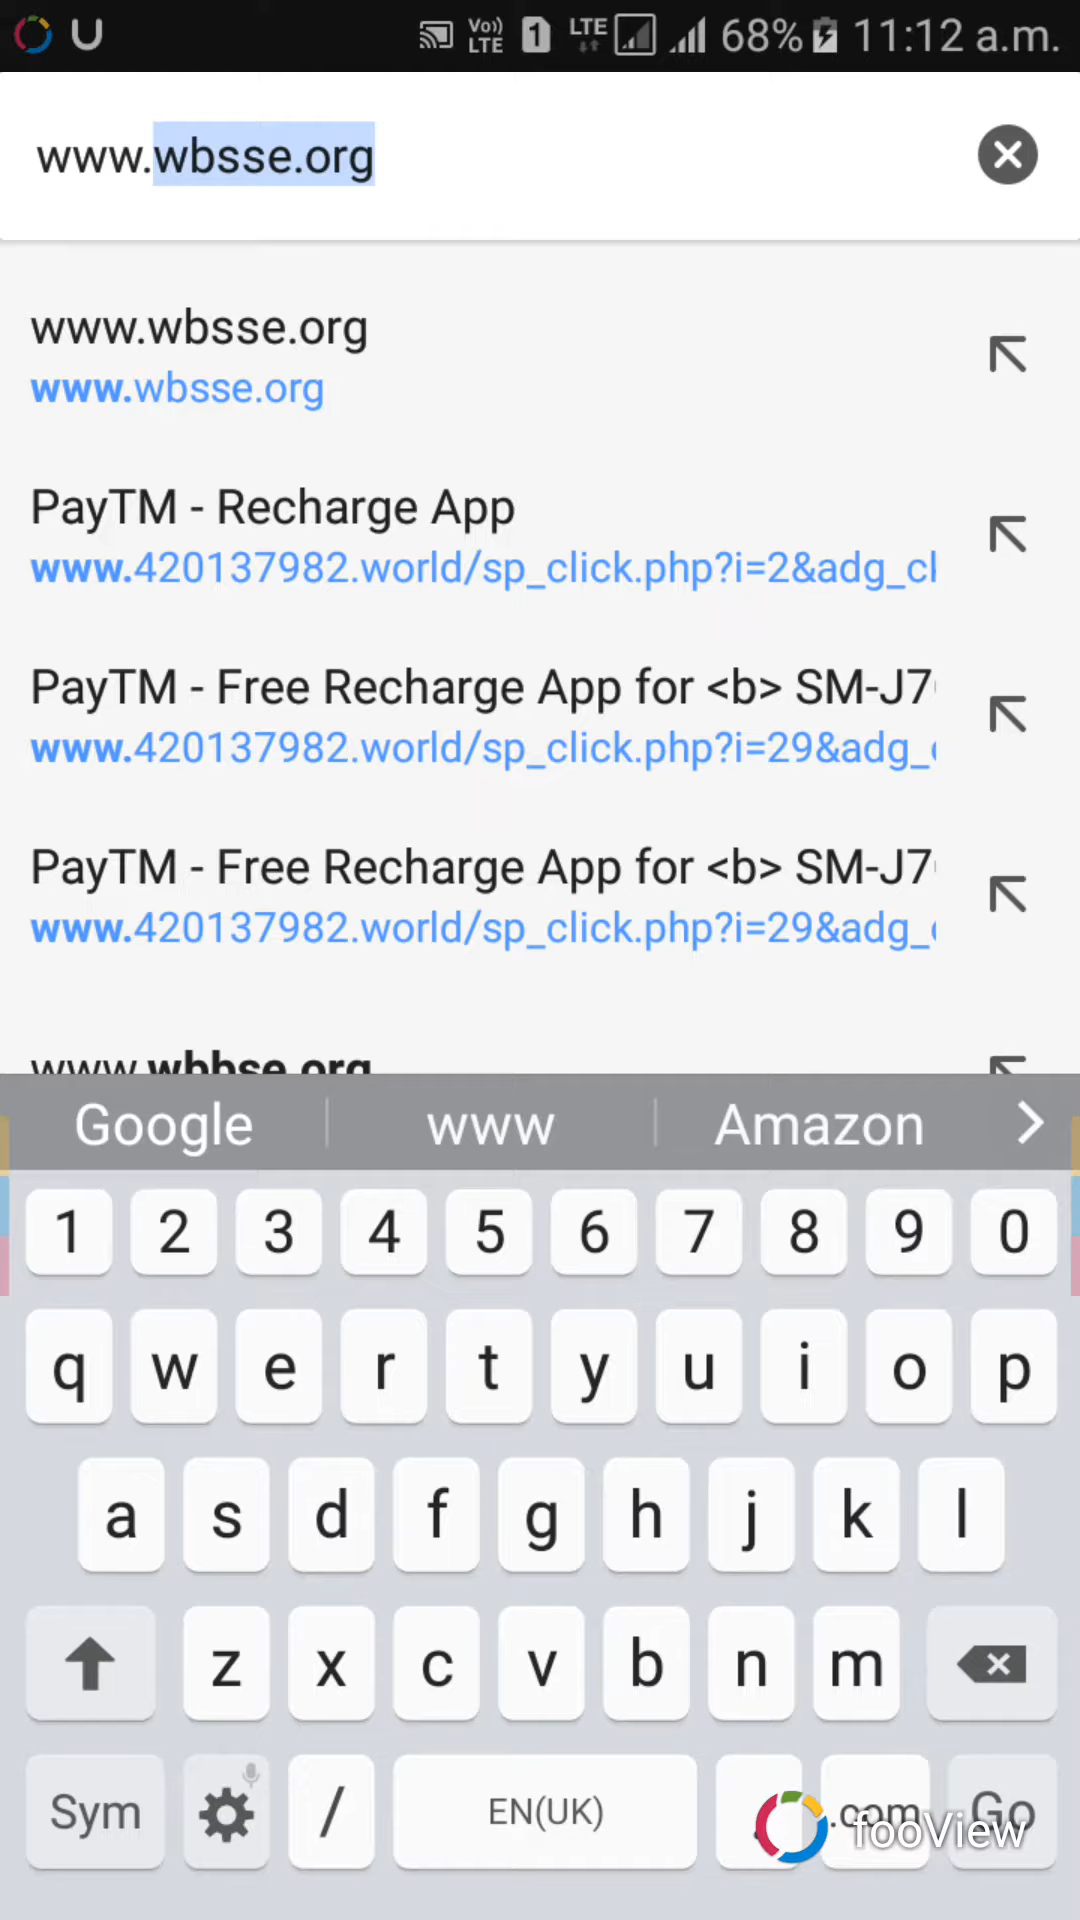 U Vo)) LTE 1 LTE 68% 11:12 a.m.
www.wbsse.org
www.wbsse.org
www.wbsse.org
PayTM - Recharge App
www.420137982.world/sp_click.php?i=2&adg_cl
PayTM - Free Recharge App for <b> SM-J7
www.420137982.world/sp_click.php?i=29&adg_
PayTM - Free Recharge App for <b> SM-J7
www.420137982.world/sp_click.php?i=29&adg_
www.wbbse.org
Google www Amazon
1 2 3 4 5 6 7 8 9 0
q w e r t y u i o p
a s d f g h j k l
z x c v b n m
Sym / EN(UK) .com Go
fooView